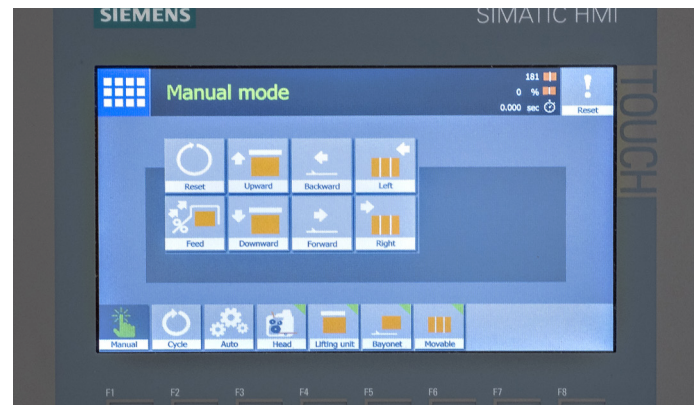 SIEMENS
SIMATIC HMI
TOUCH
Manual mode
181
0 %
0.000 sec
Reset
Reset
Upward
Backward
Left
Feed
Downward
Forward
Right
Manual
Cycle
Auto
Head
Lifting unit
Bayonet
Movable
F1
F2
F3
F4
F5
F6
F7
F8